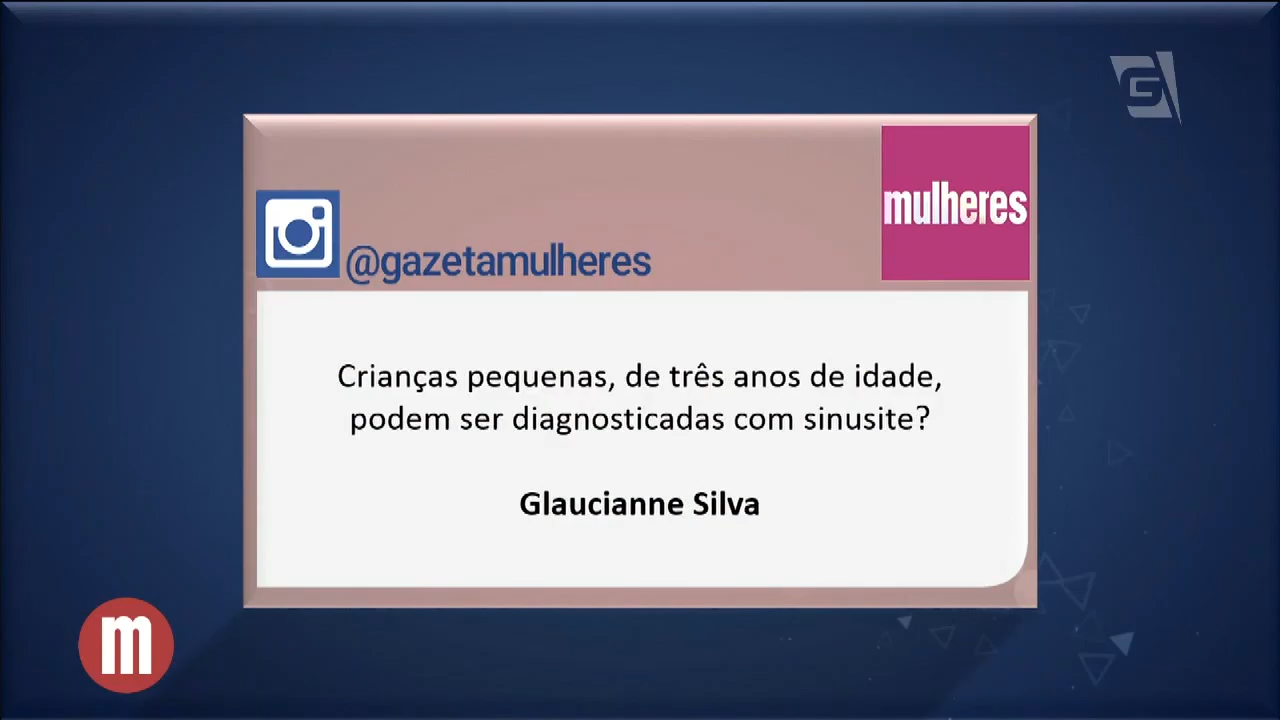 mulheres
@gazetamulheres
Crianças pequenas, de três anos de idade,
podem ser diagnosticadas com sinusite?
Glaucianne Silva
m
G